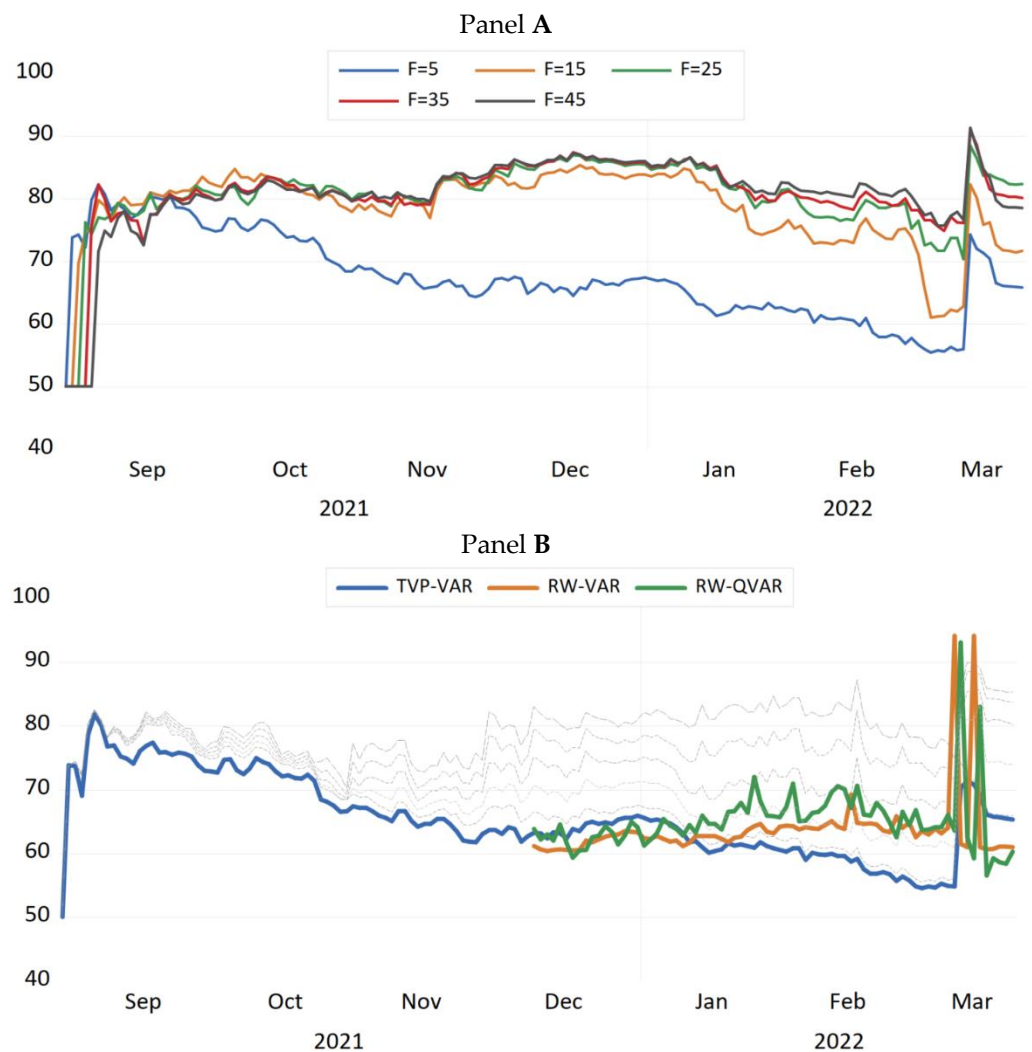 Panel A
F=5 F=15 F=25
F=35 F=45
100
90
80
70
60
50
40
Sep Oct Nov Dec Jan Feb Mar
2021 2022
Panel B
TVP-VAR RW-VAR RW-QVAR
100
90
80
70
60
50
40
Sep Oct Nov Dec Jan Feb Mar
2021 2022